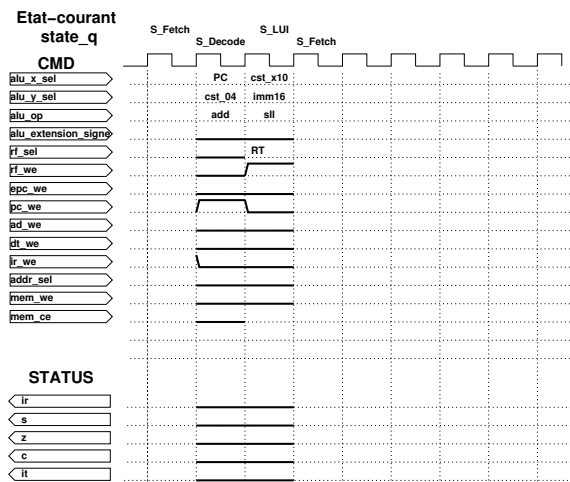 Etat−courant
state_q
S_Fetch
S_Decode
S_LUI
S_Fetch
CMD
alu_x_sel PC cst_x10
alu_y_sel cst_04 imm16
alu_op add sll
alu_extension_signe
rf_sel RT
rf_we
epc_we
pc_we
ad_we
dt_we
ir_we
addr_sel
mem_we
mem_ce
STATUS
ir
s
z
c
it